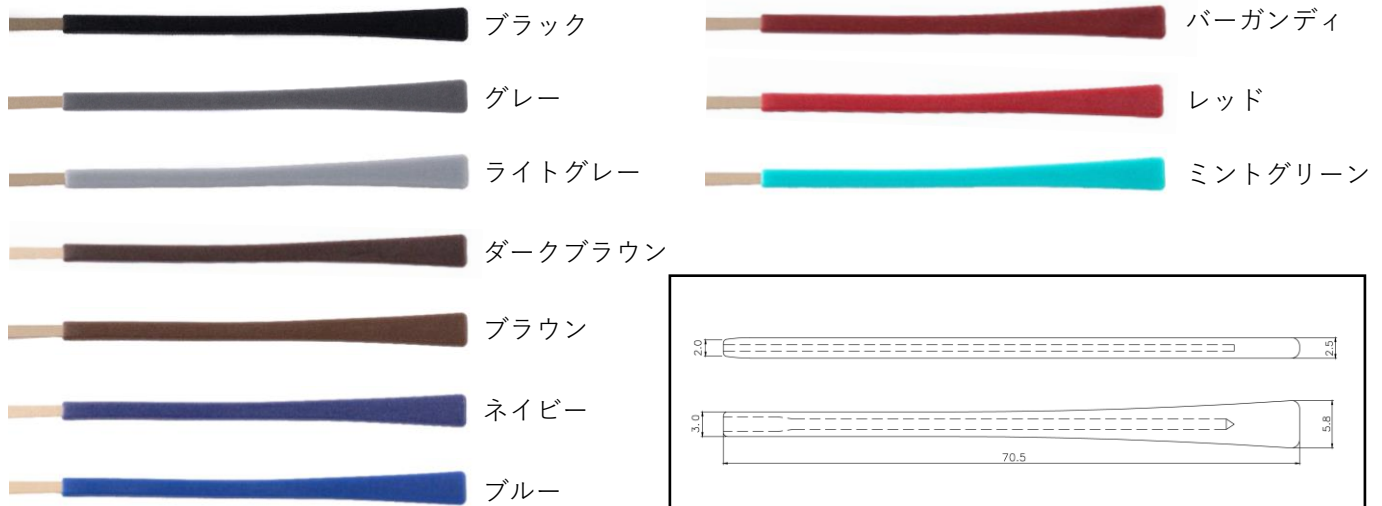 ブラック
グレー
ライトグレー
ダークブラウン
ブラウン
ネイビー
ブルー
バーガンディ
レッド
ミントグリーン
2.0
2.5
3.0
5.8
70.5